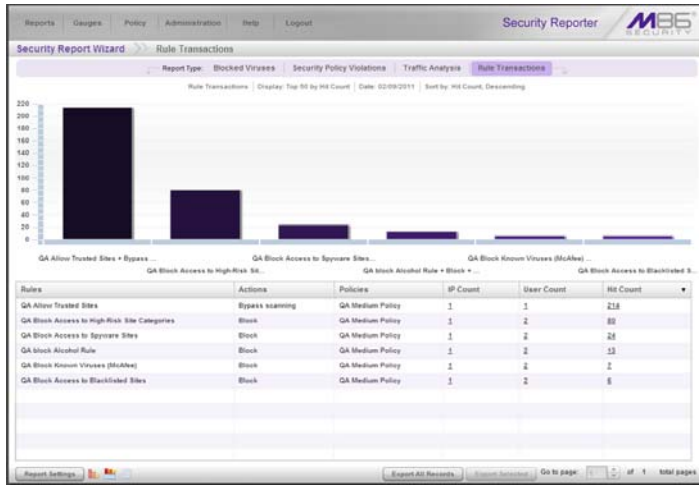 Reports Gauges Policy Administration Help Logout Security Reporter M86 SECURITY
Security Report Wizard Rule Transactions
Report Type: Blocked Viruses Security Policy Violations Traffic Analysis Rule Transactions
Rule Transactions Display: Top 50 by Hit Count Date: 02/09/2011 Sort by: Hit Count, Descending
220
200
180
160
140
120
100
80
60
40
20
0
QA Allow Trusted Sites + Bypass ... QA Block Access to Spyware Sites... QA Block Known Viruses (McAfee) ...
QA Block Access to High-Risk Sit... QA block Alcohol Rule + Block + ... QA Block Access to Blacklisted S...
Rules Actions Policies IP Count User Count Hit Count
QA Allow Trusted Sites Bypass scanning QA Medium Policy 1 1 214
QA Block Access to High-Risk Site Categories Block QA Medium Policy 1 2 80
QA Block Access to Spyware Sites Block QA Medium Policy 1 2 24
QA block Alcohol Rule Block QA Medium Policy 1 2 13
QA Block Known Viruses (McAfee) Block QA Medium Policy 1 2 7
QA Block Access to Blacklisted Sites Block QA Medium Policy 1 2 6
Report Settings Export All Records Export Selected Go to page: 1 of 1 total pages